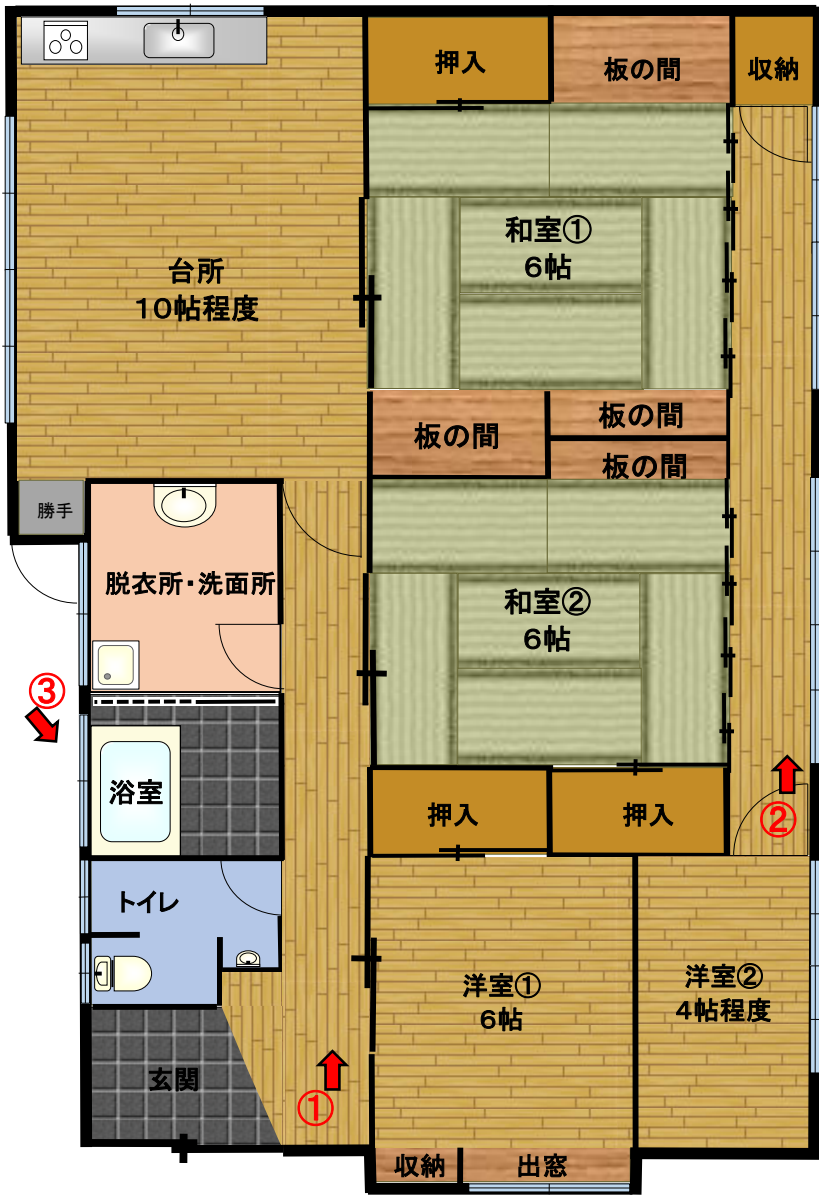 押入
板の間
収納
和室①
6帖
台所
10帖程度
板の間
板の間
板の間
勝手
脱衣所・洗面所
和室②
6帖
③
浴室
押入
押入
②
トイレ
洋室①
6帖
洋室②
4帖程度
玄関
①
収納
出窓